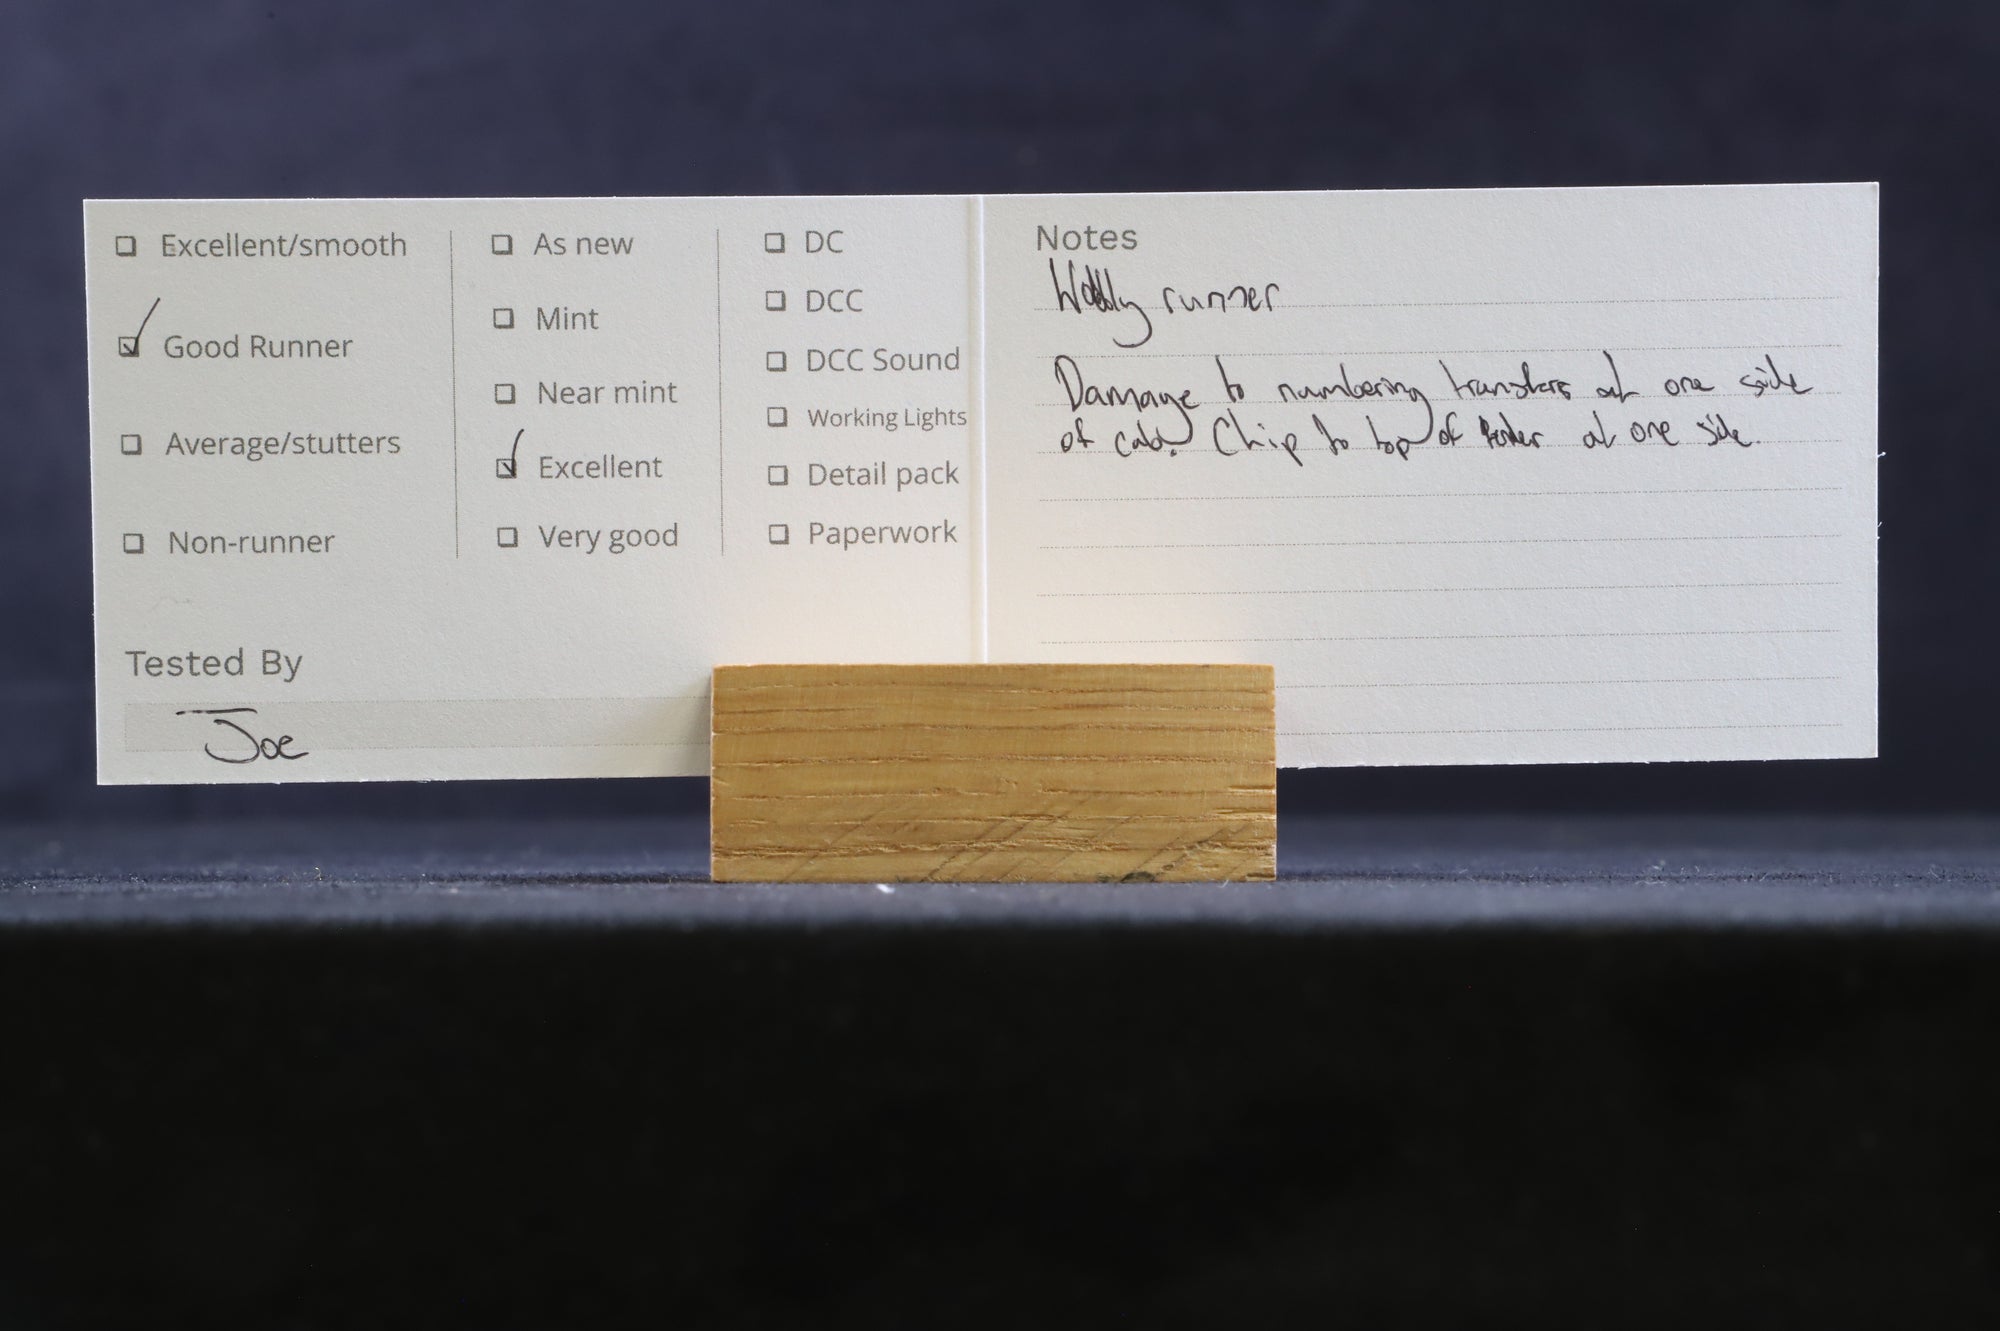 Excellent/smooth
Good Runner
Average/stutters
Non-runner
As new
Mint
Near mint
Excellent
Very good
DC
DCC
DCC Sound
Working Lights
Detail pack
Paperwork
Tested By
Joe
Notes
Wobbly runner
Damage to numbering transfers at one side
of cab. Chip to top of tender at one side.